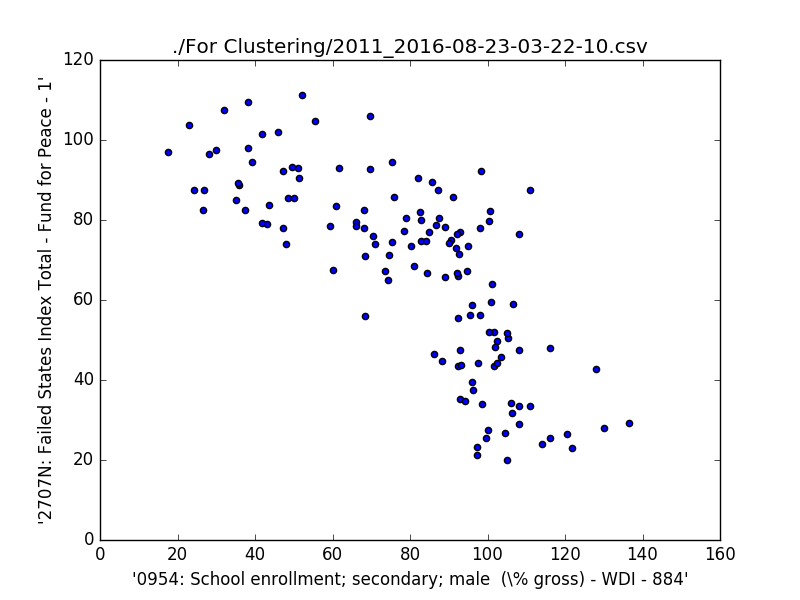 ./For Clustering/2011_2016-08-23-03-22-10.csv
120
100
80
60
40
20
0
'2707N: Failed States Index Total - Fund for Peace - 1'
0 20 40 60 80 100 120 140 160
'0954: School enrollment; secondary; male  (\% gross) - WDI - 884'